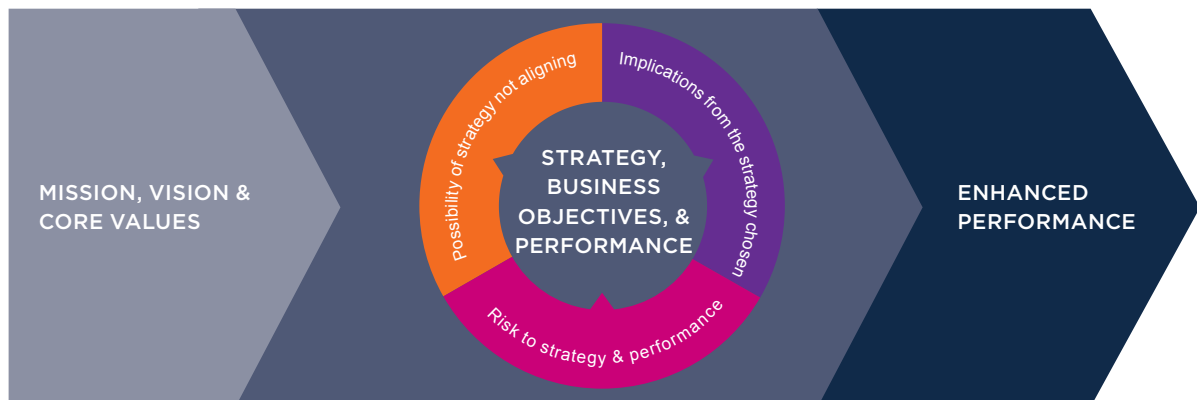 MISSION, VISION &
CORE VALUES
Possibility of strategy not aligning
Implications from the strategy chosen
STRATEGY,
BUSINESS
OBJECTIVES, &
PERFORMANCE
Risk to strategy & performance
ENHANCED
PERFORMANCE